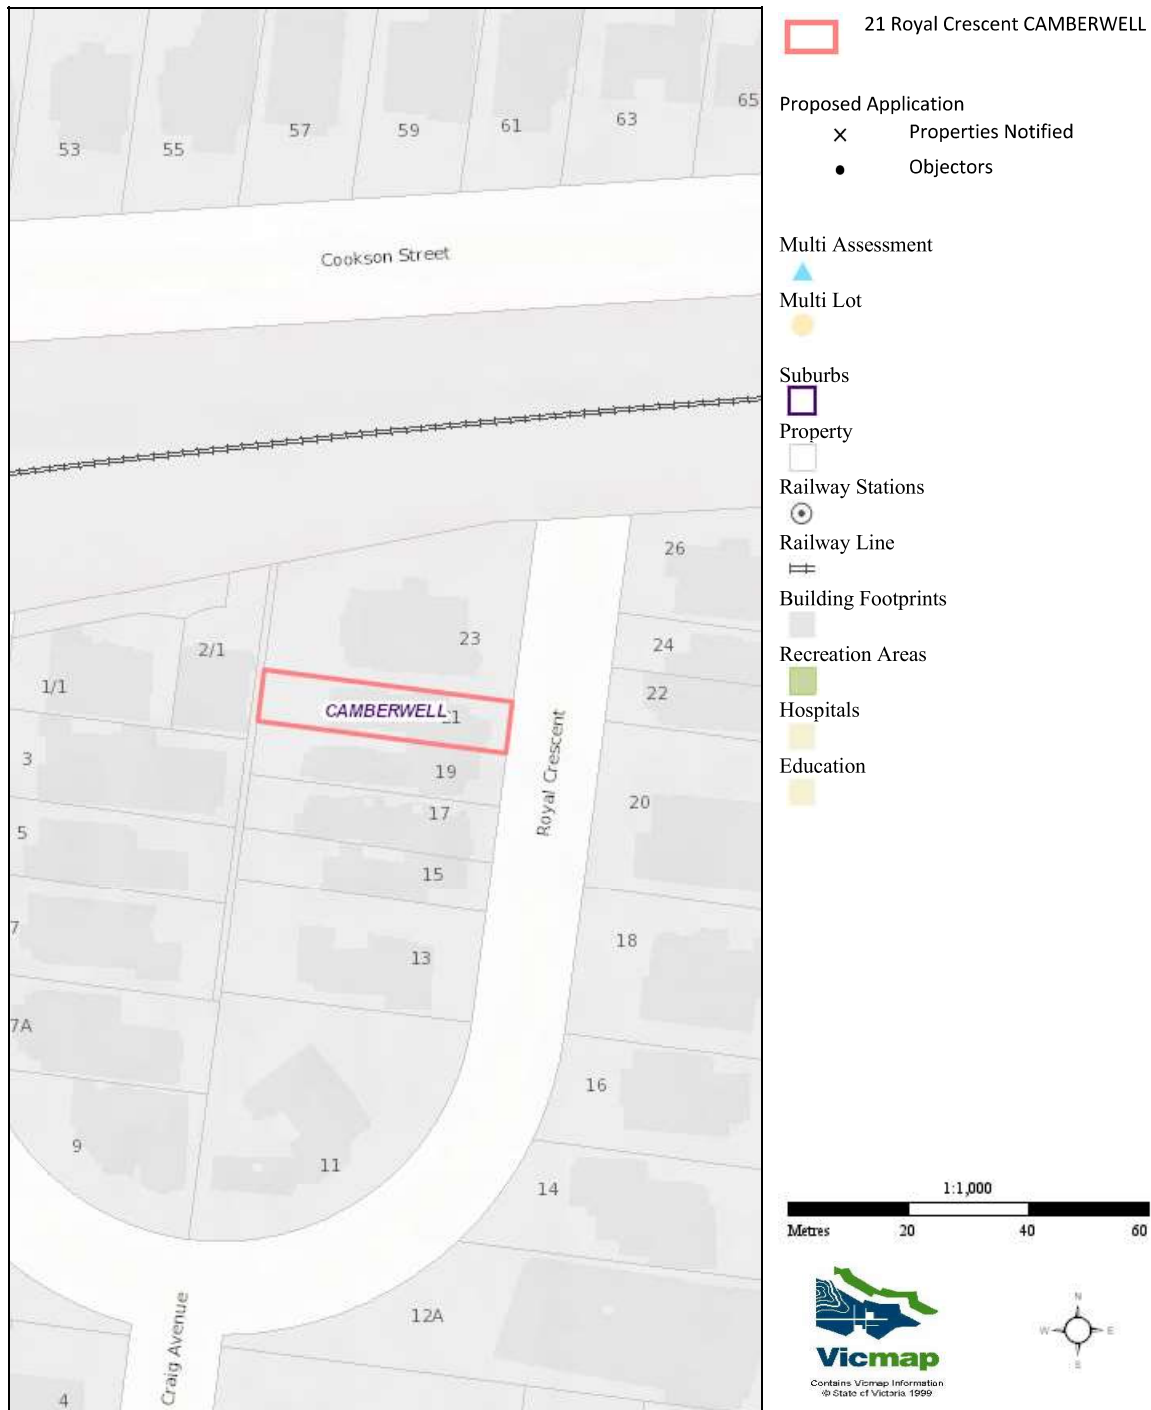 21 Royal Crescent CAMBERWELL
Proposed Application
Properties Notified
Objectors
Multi Assessment
Multi Lot
Suburbs
Property
Railway Stations
Railway Line
Building Footprints
Recreation Areas
Hospitals
Education
53
55
57
59
61
63
65
Cookson Street
26
23
24
2/1
1/1
22
CAMBERWELL
21
Royal Crescent
3
19
20
17
5
15
7
18
13
7A
16
9
11
14
12A
Craig Avenue
4
1:1,000
Metres 20 40 60
Vicmap
Contains Vicmap Information
© State of Victoria 1999
N
W E
S